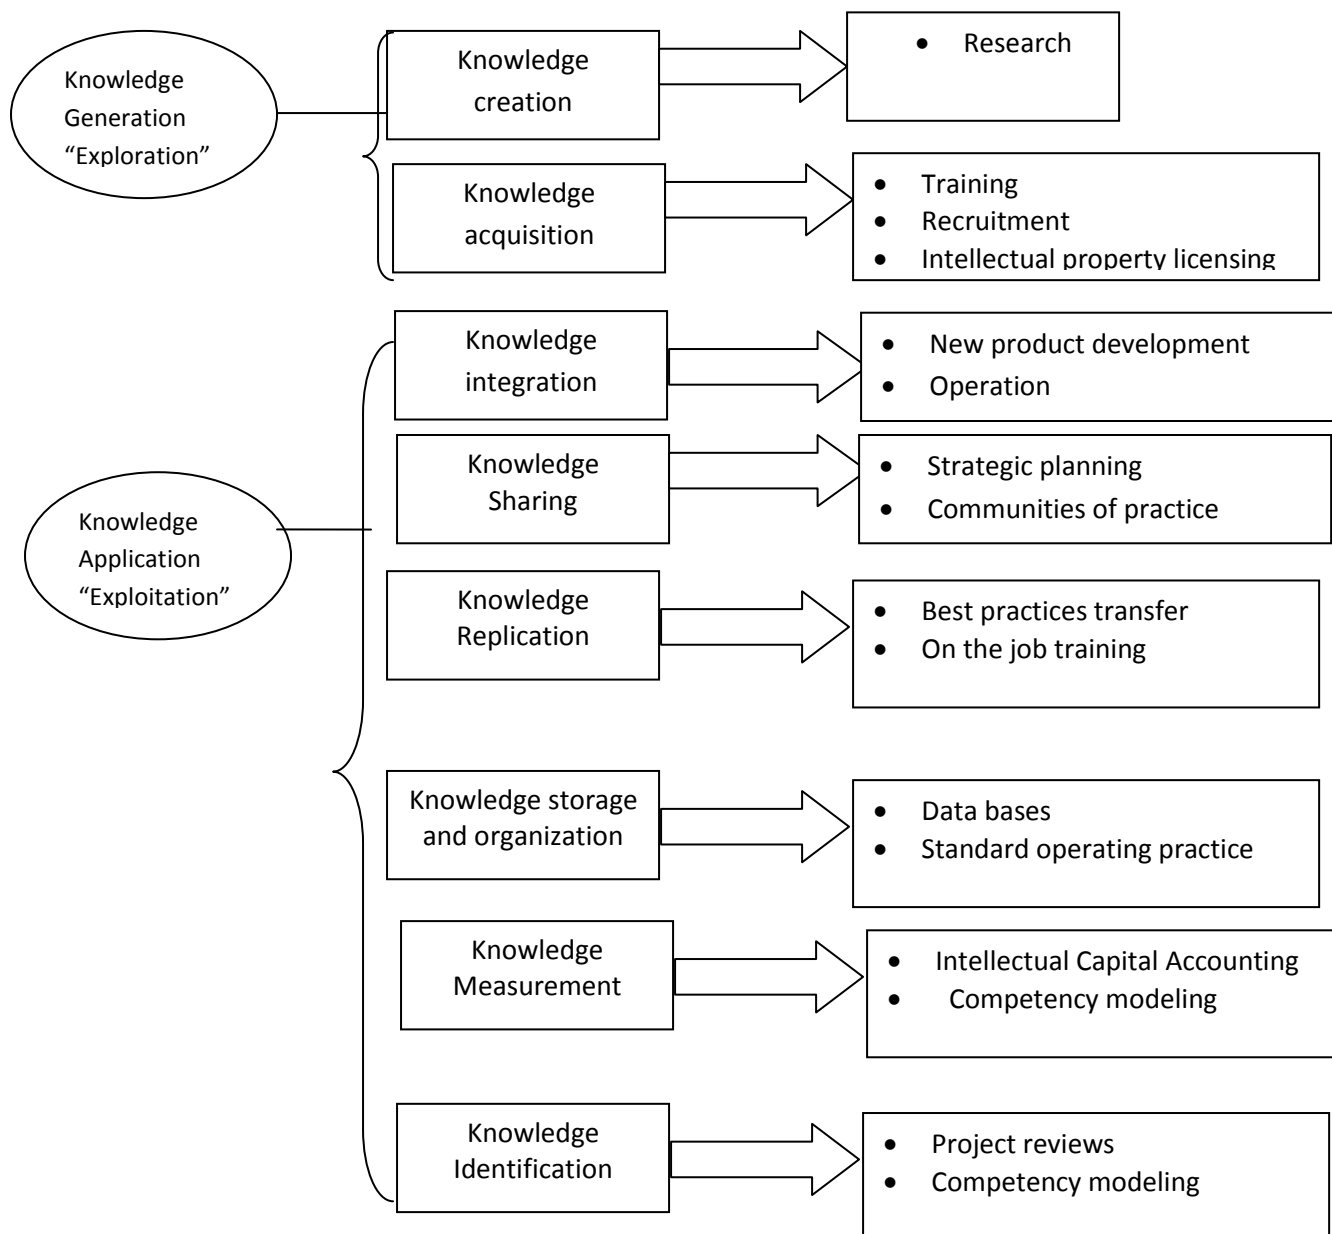 Knowledge
Generation
“Exploration”
Knowledge
creation
• Research
Knowledge
acquisition
• Training
• Recruitment
• Intellectual property licensing
Knowledge
integration
• New product development
• Operation
Knowledge
Application
“Exploitation”
Knowledge
Sharing
• Strategic planning
• Communities of practice
Knowledge
Replication
• Best practices transfer
• On the job training
Knowledge storage
and organization
• Data bases
• Standard operating practice
Knowledge
Measurement
• Intellectual Capital Accounting
• Competency modeling
Knowledge
Identification
• Project reviews
• Competency modeling